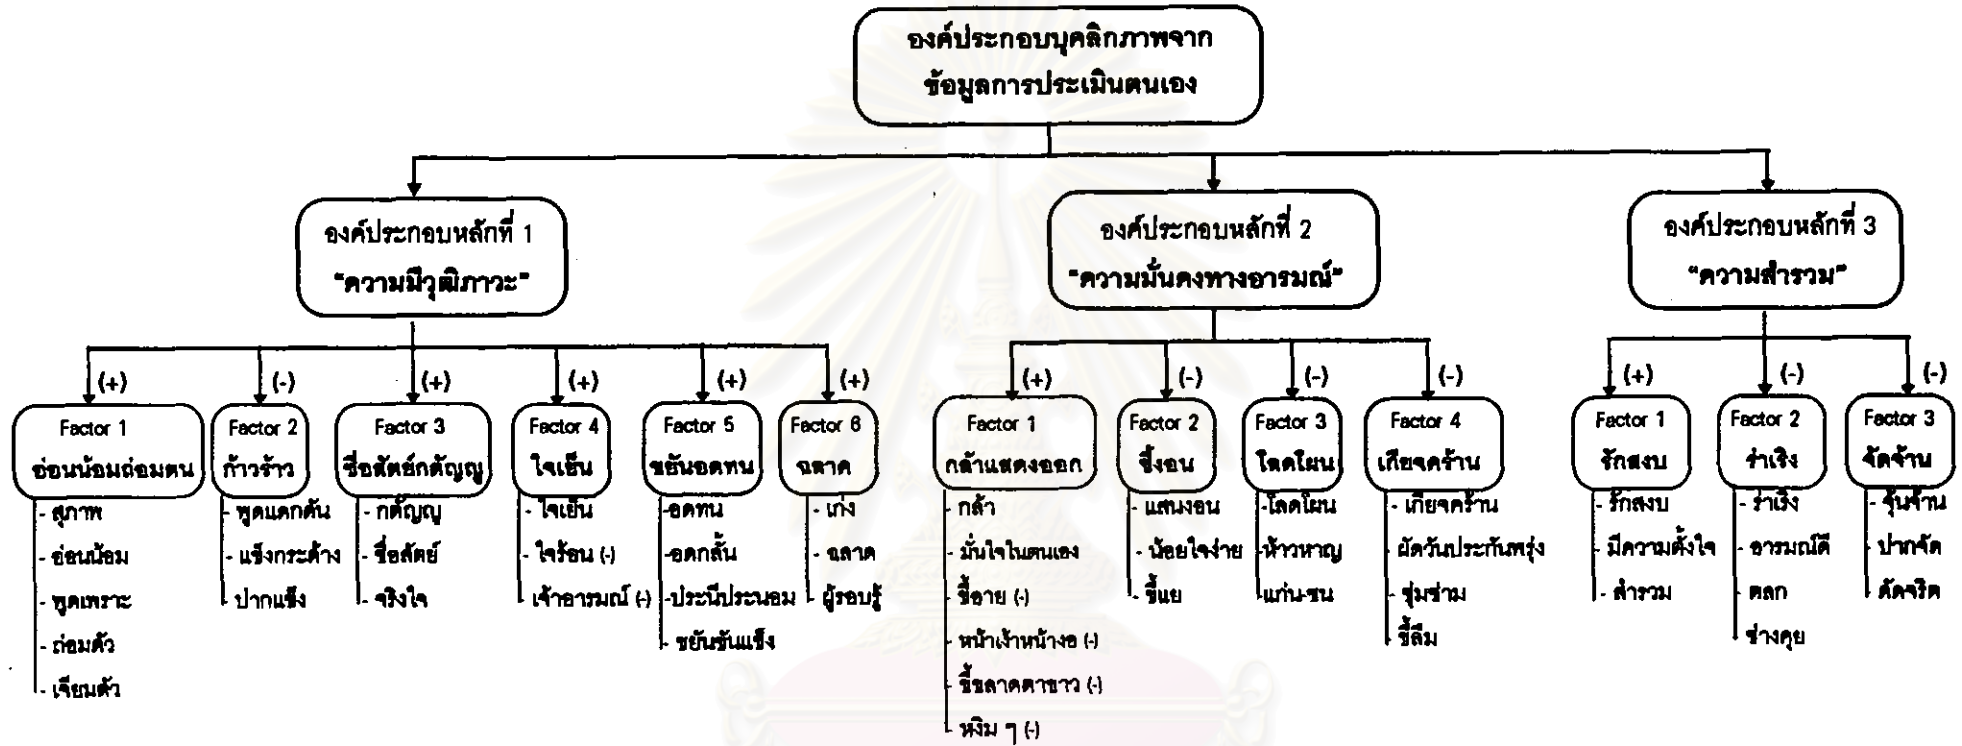 องค์ประกอบบุคลิกภาพจาก
ข้อมูลการประเมินตนเอง
องค์ประกอบหลักที่ 1
"ความมีวุฒิภาวะ"
องค์ประกอบหลักที่ 2
"ความมั่นคงทางอารมณ์"
องค์ประกอบหลักที่ 3
"ความสำรวม"
(+)
Factor 1
อ่อนน้อมถ่อมตน
- สุภาพ
- อ่อนน้อม
- พูดเพราะ
- ถ่อมตัว
- เจียมตัว
(-)
Factor 2
ก้าวร้าว
- พูดแดกดัน
- แข็งกระด้าง
- ปากแข็ง
(+)
Factor 3
ซื่อสัตย์กตัญญู
- กตัญญู
- ซื่อสัตย์
- จริงใจ
(+)
Factor 4
ใจเย็น
- ใจเย็น
- ใจร้อน (-)
- เจ้าอารมณ์ (-)
(+)
Factor 5
ขยันอดทน
-อดทน
- อดกลั้น
-ประนีประนอม
- ขยันขันแข็ง
(+)
Factor 6
ฉลาด
- เก่ง
- ฉลาด
- ผู้รอบรู้
(+)
Factor 1
กล้าแสดงออก
- กล้า
- มั่นใจในตนเอง
- ขี้อาย (-)
- หน้าเง้าหน้างอ (-)
- ขี้ขลาดตาขาว (-)
- หงิม ๆ (-)
(-)
Factor 2
ขี้งอน
- แสนงอน
- น้อยใจง่าย
- ขี้แย
(-)
Factor 3
โลดโผน
-โลดโผน
-ห้าวหาญ
-แก่น-ซน
(-)
Factor 4
เกียจคร้าน
- เกียจคร้าน
- ผัดวันประกันพรุ่ง
- ซุ่มซ่าม
- ขี้ลืม
(+)
Factor 1
รักสงบ
- รักสงบ
- มีความตั้งใจ
- สำรวม
(-)
Factor 2
ร่าเริง
- ร่าเริง
- อารมณ์ดี
- ตลก
- ช่างคุย
(-)
Factor 3
จัดจ้าน
- จุ้นจ้าน
- ปากจัด
- ดัดจริต